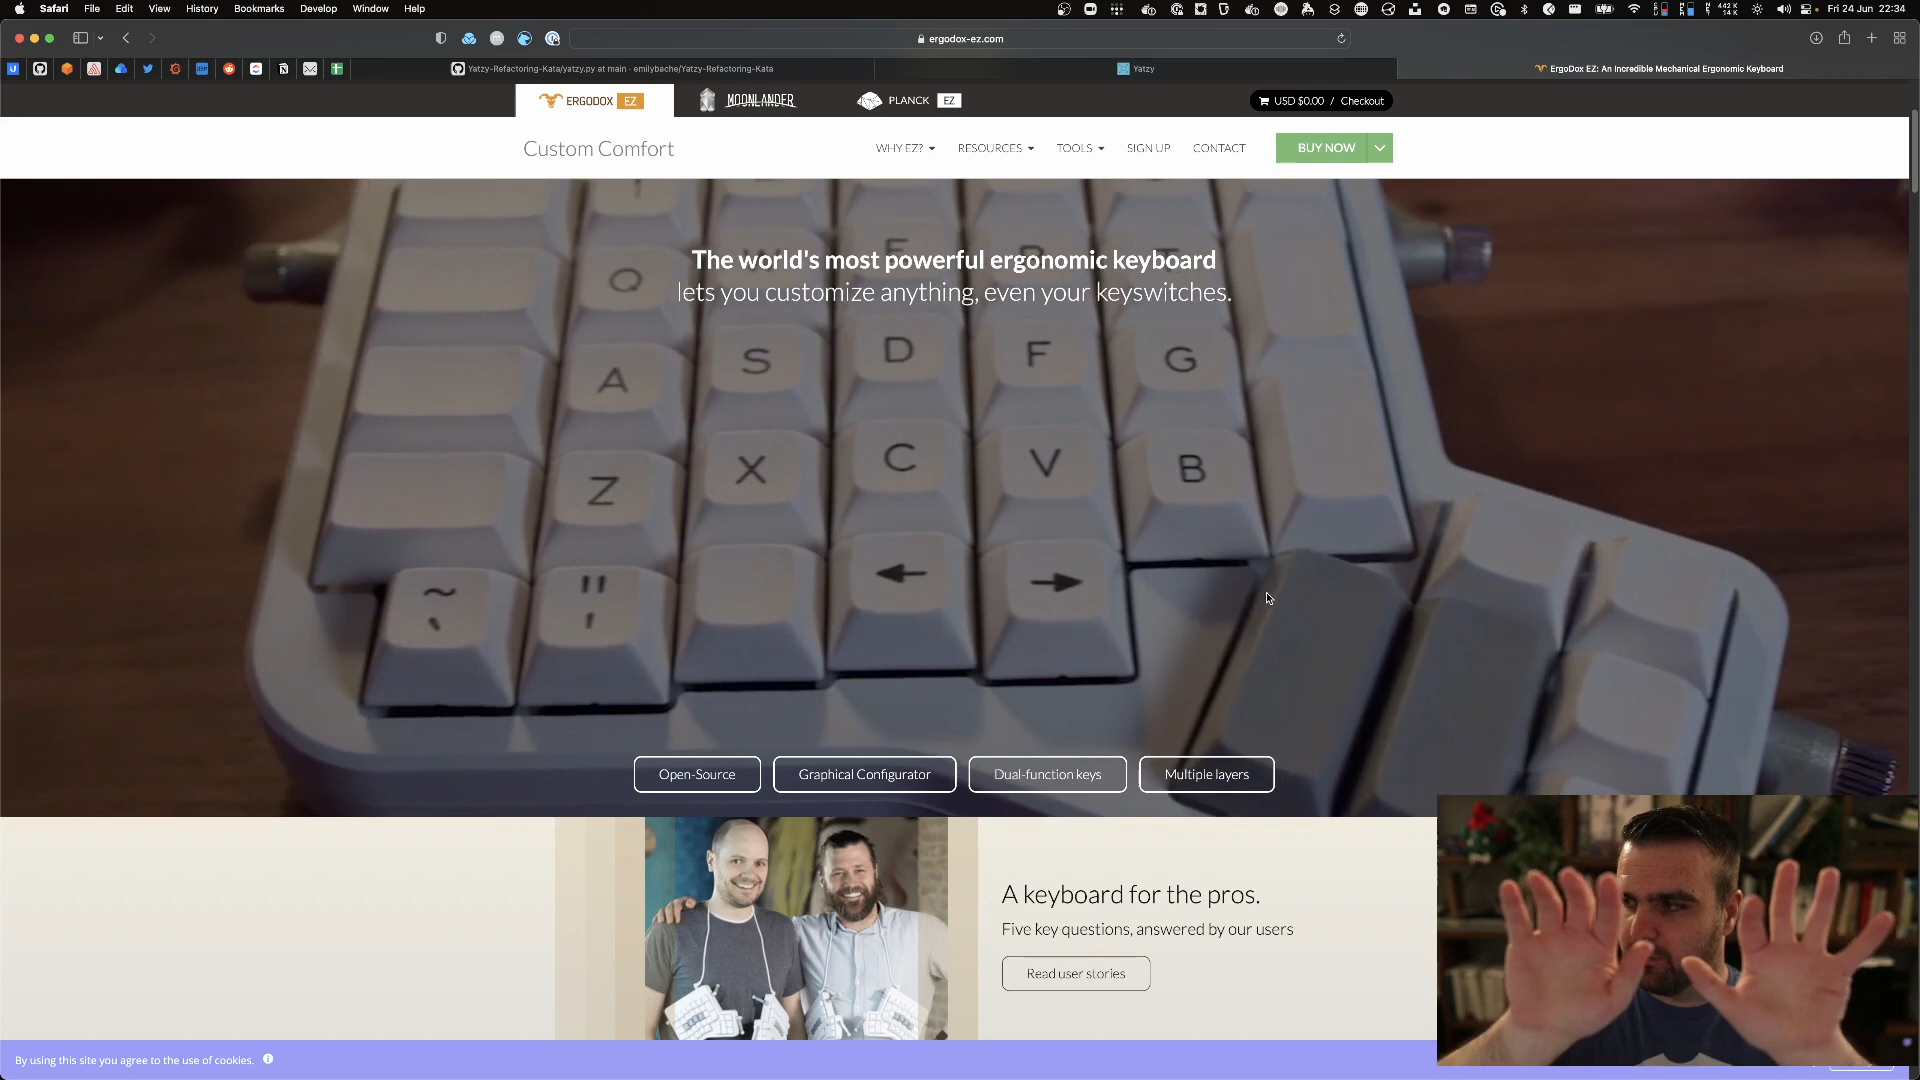 Safari File Edit View History Bookmarks Develop Window Help
442 K
14 K
Fri 24 Jun 22:34
ergodox-ez.com
Yatzy-Refactoring-Kata/yatzy.py at main · emilybache/Yatzy-Refactoring-Kata
Yatzy
ErgoDox EZ: An Incredible Mechanical Ergonomic Keyboard
ERGODOX EZ
MOONLANDER
PLANCK EZ
USD $0.00 / Checkout
Custom Comfort
WHY EZ?
RESOURCES
TOOLS
SIGN UP
CONTACT
BUY NOW
The world's most powerful ergonomic keyboard
lets you customize anything, even your keyswitches.
Q
A S D F G
Z X C V B
Open-Source
Graphical Configurator
Dual-function keys
Multiple layers
A keyboard for the pros.
Five key questions, answered by our users
Read user stories
By using this site you agree to the use of cookies.